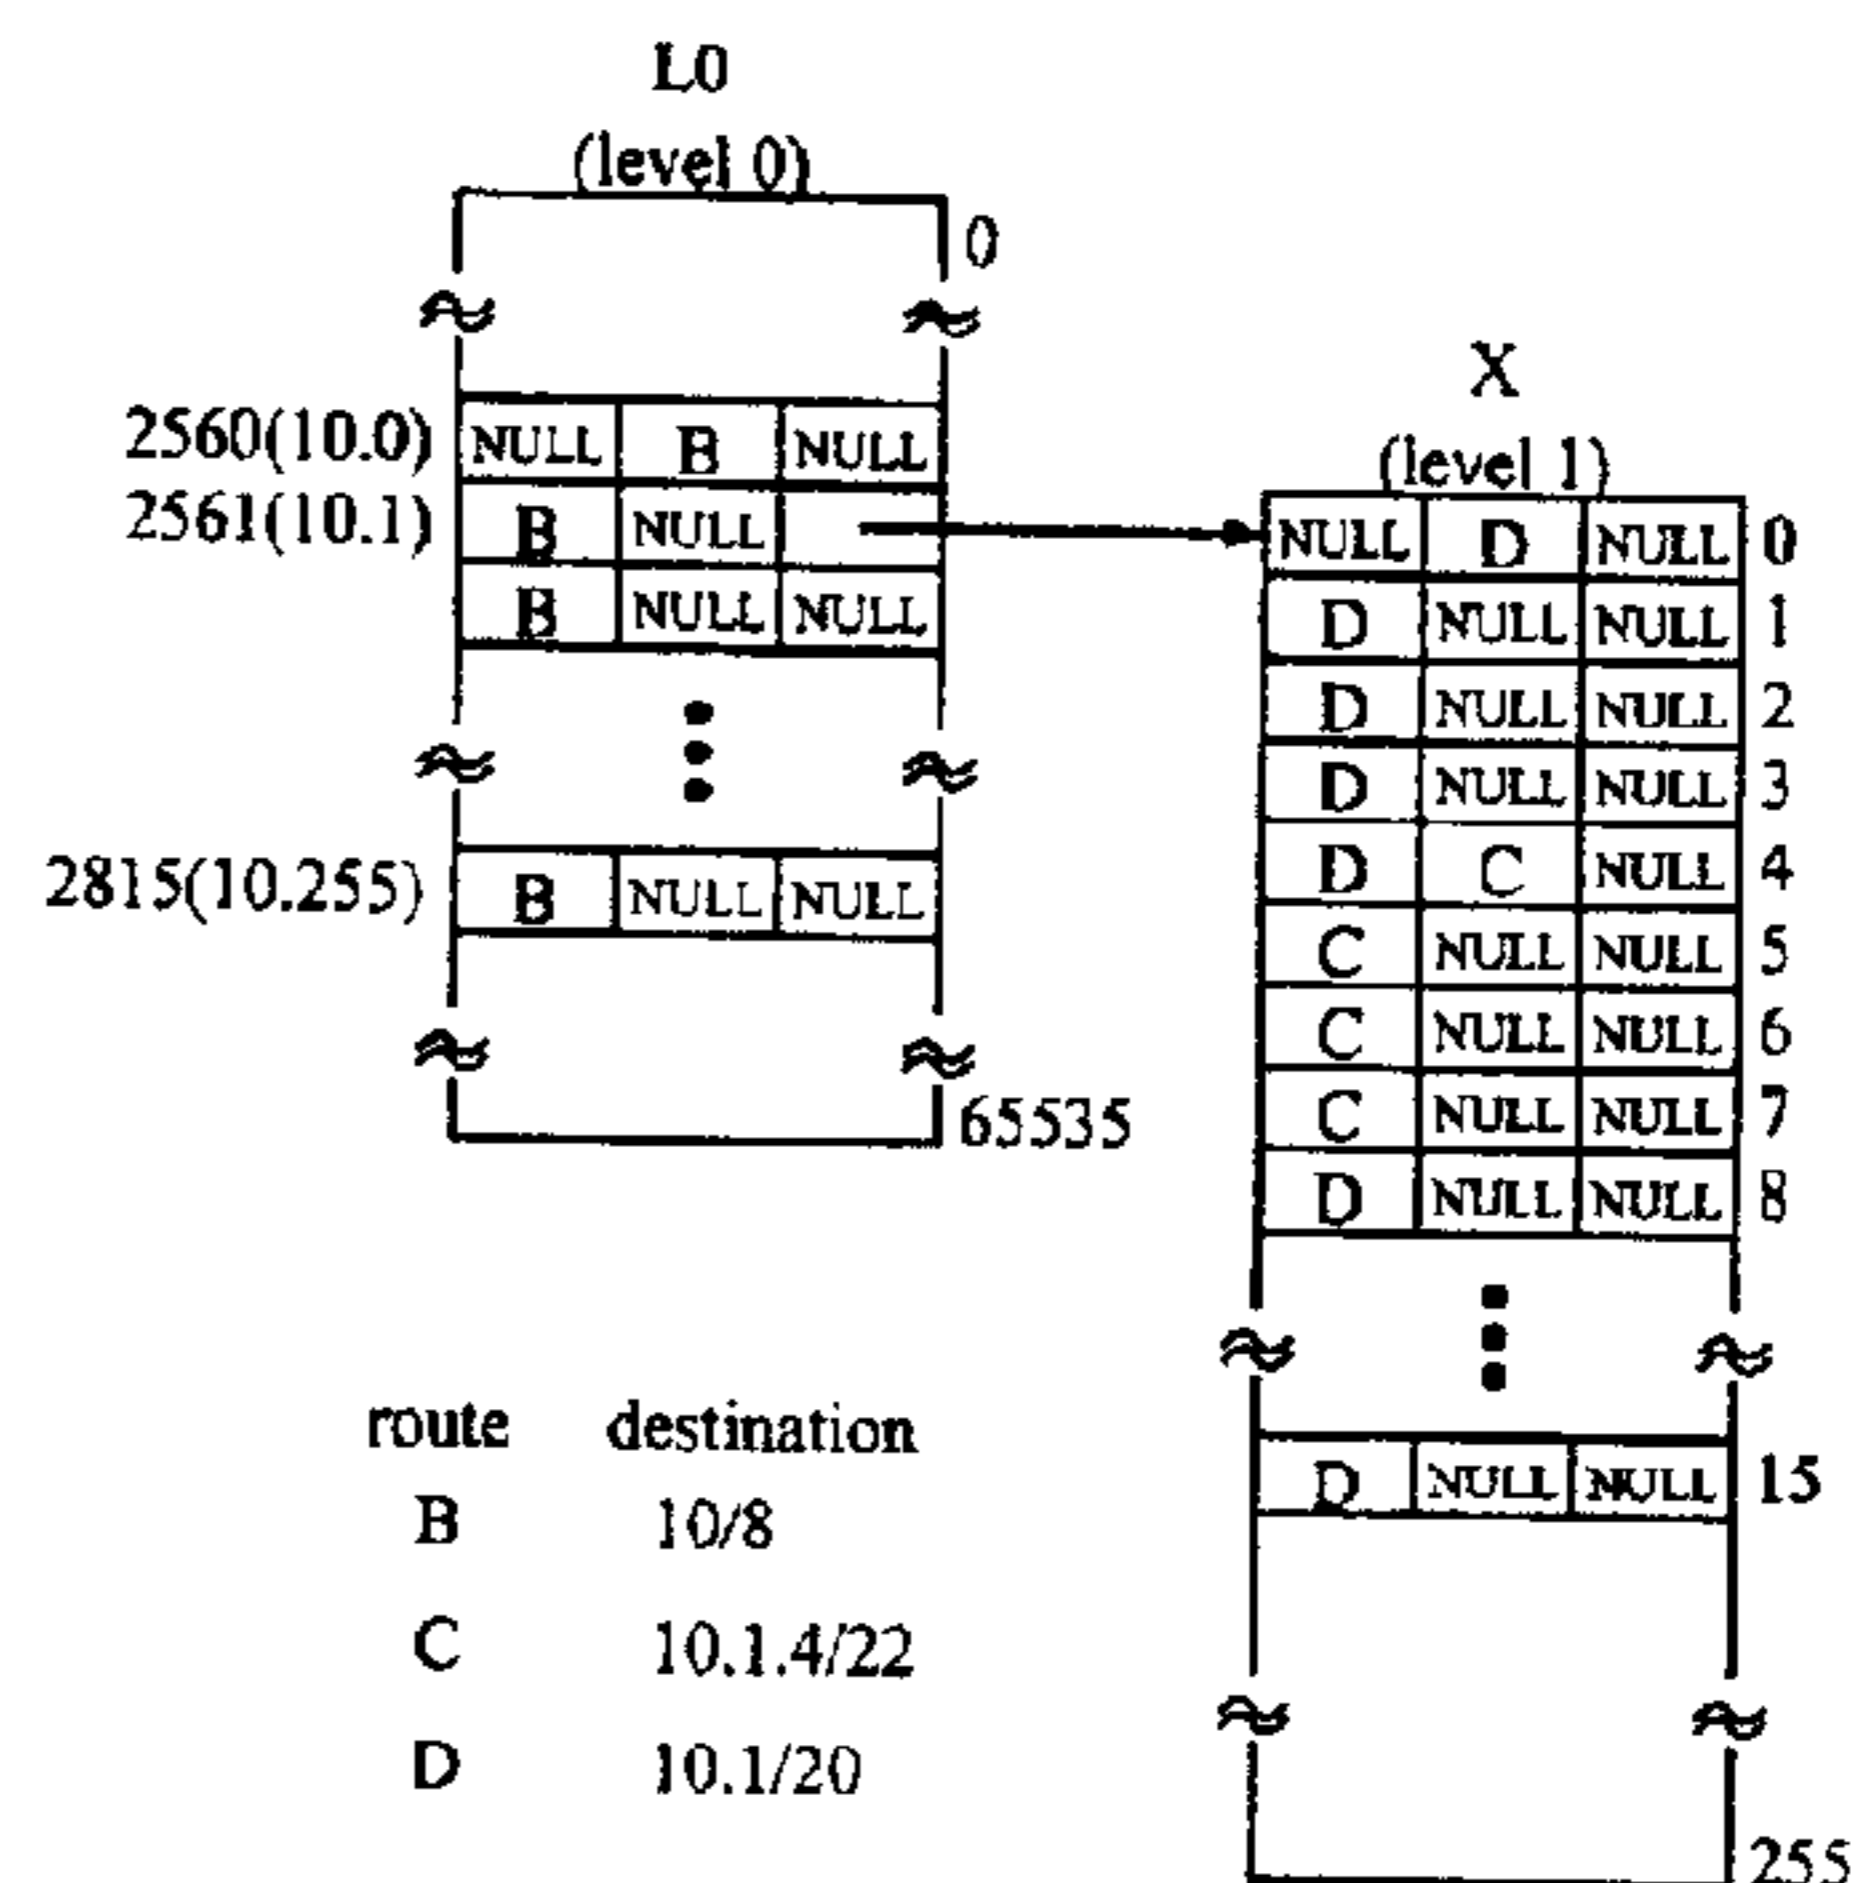 L0
(level 0)
0
2560(10.0) NULL B NULL
2561(10.1) B NULL
B NULL NULL
2815(10.255) B NULL NULL
65535
X
(level 1)
NULL D NULL 0
D NULL NULL 1
D NULL NULL 2
D NULL NULL 3
D C NULL 4
C NULL NULL 5
C NULL NULL 6
C NULL NULL 7
D NULL NULL 8
D NULL NULL 15
255
route destination
B 10/8
C 10.1.4/22
D 10.1/20